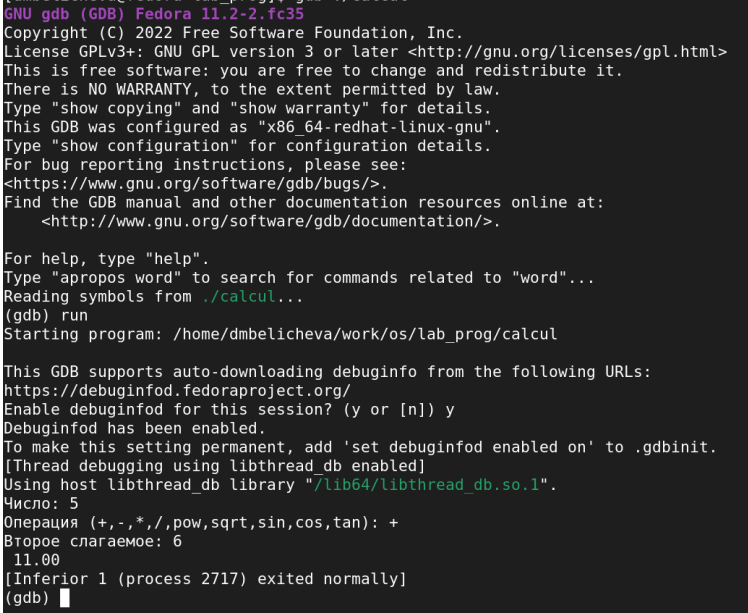 GNU gdb (GDB) Fedora 11.2-2.fc35
Copyright (C) 2022 Free Software Foundation, Inc.
License GPLv3+: GNU GPL version 3 or later <http://gnu.org/licenses/gpl.html>
This is free software: you are free to change and redistribute it.
There is NO WARRANTY, to the extent permitted by law.
Type "show copying" and "show warranty" for details.
This GDB was configured as "x86_64-redhat-linux-gnu".
Type "show configuration" for configuration details.
For bug reporting instructions, please see:
<https://www.gnu.org/software/gdb/bugs/>.
Find the GDB manual and other documentation resources online at:
    <http://www.gnu.org/software/gdb/documentation/>.

For help, type "help".
Type "apropos word" to search for commands related to "word"...
Reading symbols from ./calcul...
(gdb) run
Starting program: /home/dmbelicheva/work/os/lab_prog/calcul

This GDB supports auto-downloading debuginfo from the following URLs:
https://debuginfod.fedoraproject.org/
Enable debuginfod for this session? (y or [n]) y
Debuginfod has been enabled.
To make this setting permanent, add 'set debuginfod enabled on' to .gdbinit.
[Thread debugging using libthread_db enabled]
Using host libthread_db library "/lib64/libthread_db.so.1".
Число: 5
Операция (+,-,*,/,pow,sqrt,sin,cos,tan): +
Второе слагаемое: 6
 11.00
[Inferior 1 (process 2717) exited normally]
(gdb)